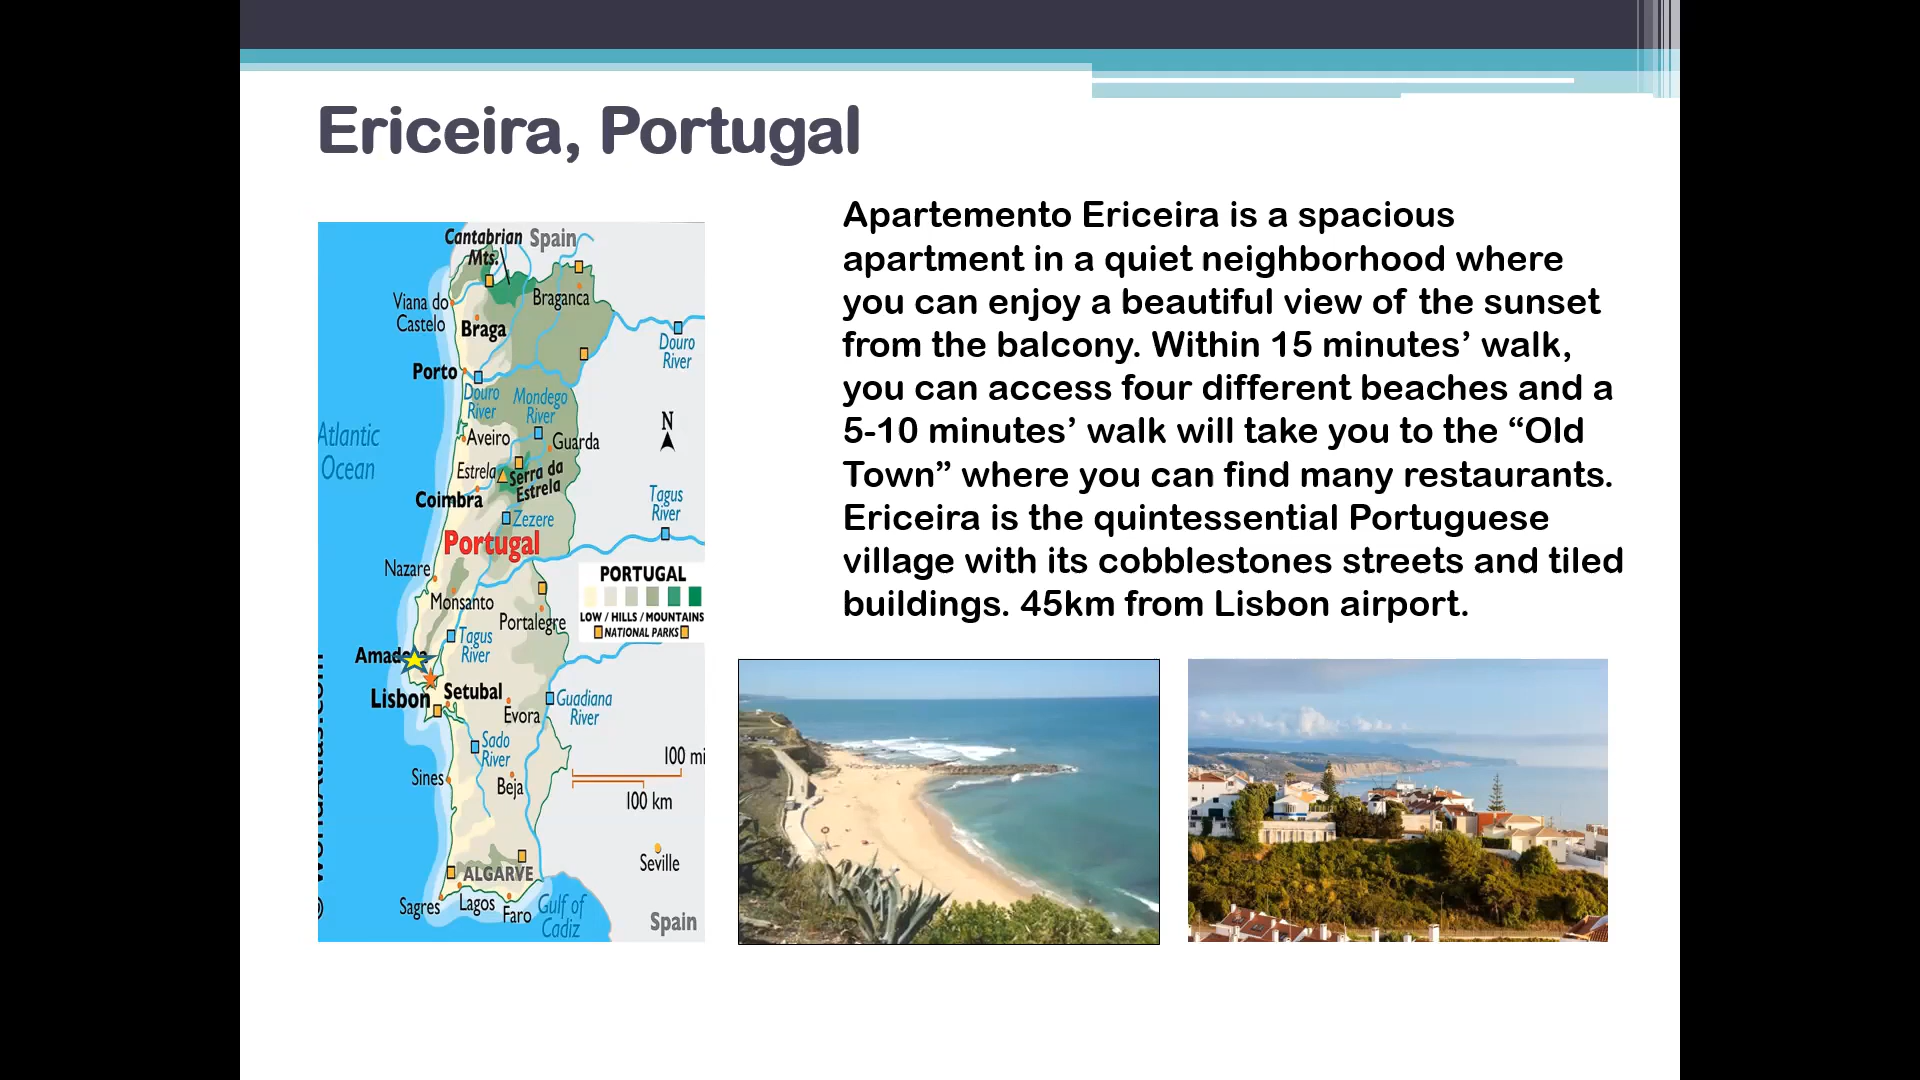 Ericeira, Portugal
Apartemento Ericeira is a spacious
apartment in a quiet neighborhood where
you can enjoy a beautiful view of the sunset
from the balcony. Within 15 minutes’ walk,
you can access four different beaches and a
5-10 minutes’ walk will take you to the “Old
Town” where you can find many restaurants.
Ericeira is the quintessential Portuguese
village with its cobblestones streets and tiled
buildings. 45km from Lisbon airport.
Cantabrian
Mts.
Spain
Viana do
Castelo
Braganca
Braga
Douro
River
Porto
Douro
River
Mondego
River
N
Atlantic
Ocean
Aveiro
Guarda
Estrela
Serra da
Estrela
Coimbra
Tagus
River
Zezere
Portugal
Nazare
PORTUGAL
LOW / HILLS / MOUNTAINS
NATIONAL PARKS
Monsanto
Portalegre
Tagus
River
Lisbon
Setubal
Evora
Guadiana
River
Sado
River
100 mi
100 km
Sines
Beja
Seville
ALGARVE
Sagres
Lagos
Faro
Gulf of
Cadiz
Spain